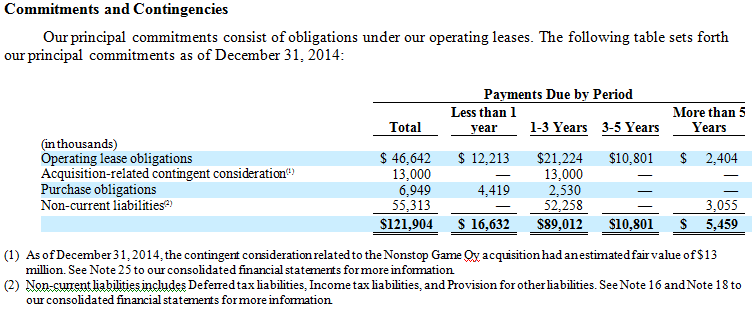 Commitments and Contingencies
Our principal commitments consist of obligations under our operating leases. The following table sets forth
our principal commitments as of December 31, 2014:
Payments Due by Period
Total Less than 1 year 1-3 Years 3-5 Years More than 5 Years
(in thousands)
Operating lease obligations $ 46,642 $ 12,213 $21,224 $10,801 $ 2,404
Acquisition-related contingent consideration(1) 13,000 — 13,000 — —
Purchase obligations 6,949 4,419 2,530 — —
Non-current liabilities(2) 55,313 — 52,258 3,055
$121,904 $ 16,632 $89,012 $10,801 $ 5,459
(1) As of December 31, 2014, the contingent consideration related to the Nonstop Game Oy acquisition had an estimated fair value of $13
million. See Note 25 to our consolidated financial statements for more information.
(2) Non-current liabilities includes Deferred tax liabilities, Income tax liabilities, and Provision for other liabilities. See Note 16 and Note 18 to
our consolidated financial statements for more information.